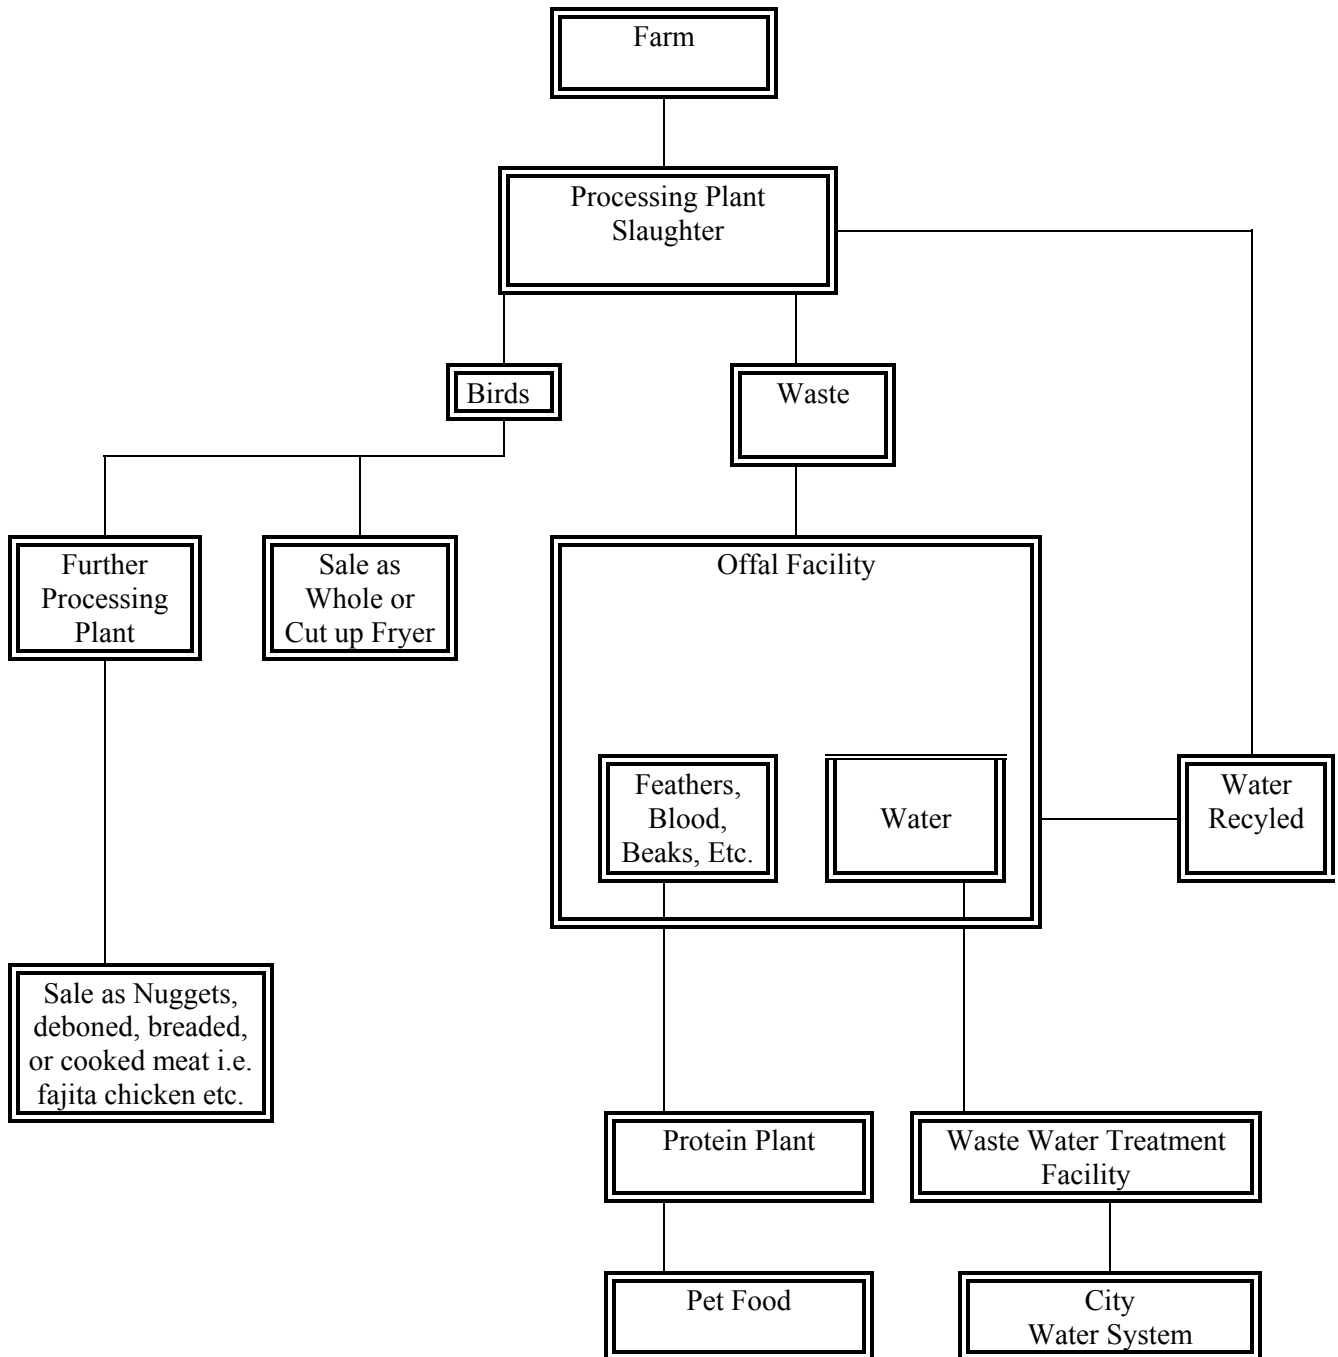 Farm
Processing Plant
Slaughter
Birds
Waste
Further
Processing
Plant
Sale as
Whole or
Cut up Fryer
Offal Facility
Feathers,
Blood,
Beaks, Etc.
Water
Water
Recyled
Sale as Nuggets,
deboned, breaded,
or cooked meat i.e.
fajita chicken etc.
Protein Plant
Waste Water Treatment
Facility
Pet Food
City
Water System